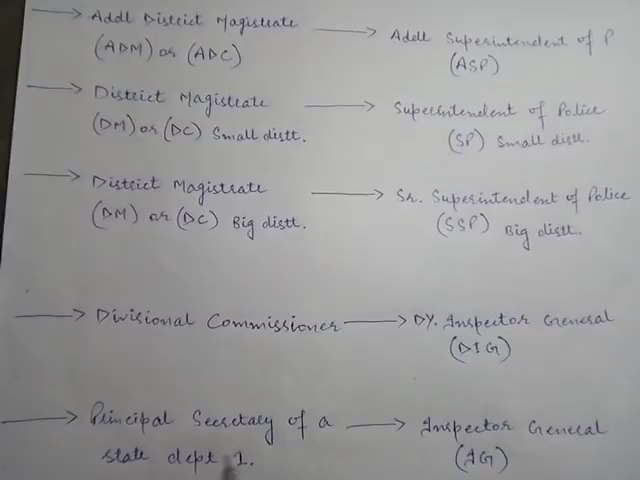 Addl District Magistrate → Addl Superintendent of P
(ADM) or (ADC) (ASP)
District Magistrate → Superintendent of Police
(DM) or (DC) Small distt. (SP) Small distt.
District Magistrate → Sr. Superintendent of Police
(DM) or (DC) Big distt. (SSP) Big distt.
Divisional Commissioner → DY. Inspector General
(DIG)
Principal Secretary of a → Inspector General
state dept 1. (IG)